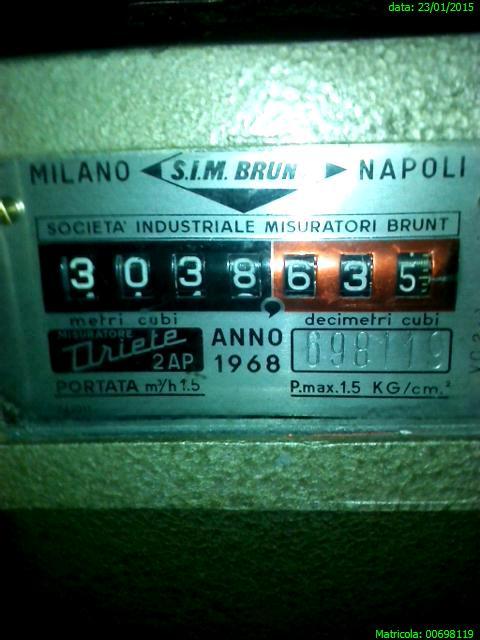 data: 23/01/2015
MILANO S.I.M. BRUNT NAPOLI
SOCIETA' INDUSTRIALE MISURATORI BRUNT
3038635
metri cubi , decimetri cubi
MISURATORE
Ariete
2AP
ANNO
1968
698119
PORTATA m³/h 1.5
P.max.1.5 KG/cm.²
Matricola: 00698119